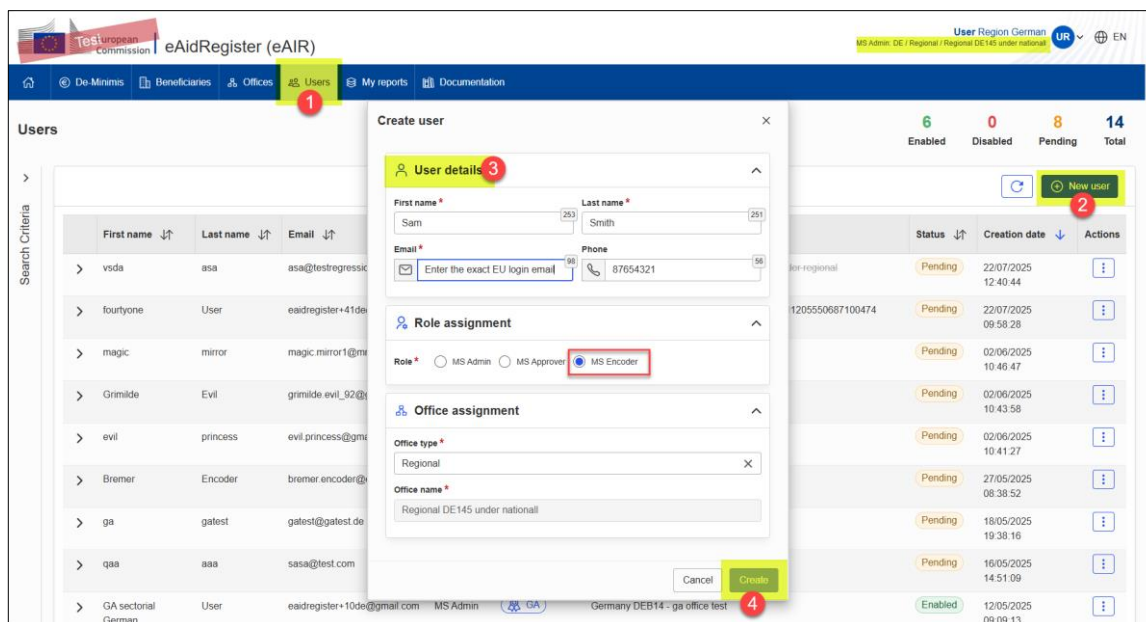 Test
European
Commission
eAidRegister (eAIR)
User Region German
MS Admin: DE / Regional / Regional DE145 under nationall
UR
EN
De-Minimis Beneficiaries Offices Users My reports Documentation
1
Users
6 0 8 14
Enabled Disabled Pending Total
Create user
New user
2
Search Criteria
User details
3
First name * Last name *
Sam 253 Smith 251
Email * Phone
Enter the exact EU login email 98 87654321 56
Role assignment
Role * MS Admin MS Approver MS Encoder
Office assignment
Office type *
Regional
Office name *
Regional DE145 under nationall
Cancel Create
4
First name Last name Email Status Creation date Actions
vsda asa asa@testregressic Pending 22/07/2025
12:40:44
fourtyone User eaidregister+41de 1205550687100474 Pending 22/07/2025
09:58:28
magic mirror magic.mirror1@m Pending 02/06/2025
10:46:47
Grimilde Evil grimilde.evil_92@ Pending 02/06/2025
10:43:58
evil princess evil.princess@gma Pending 02/06/2025
10:41:27
Bremer Encoder bremer.encoder@ Pending 27/05/2025
08:38:52
ga gatest gatest@gatest.de Pending 18/05/2025
19:38:16
qaa aaa sasa@test.com Pending 16/05/2025
14:51:09
GA sectorial User eaidregister+10de@gmail.com MS Admin GA Germany DEB14 - ga office test Enabled 12/05/2025
German 09:09:13